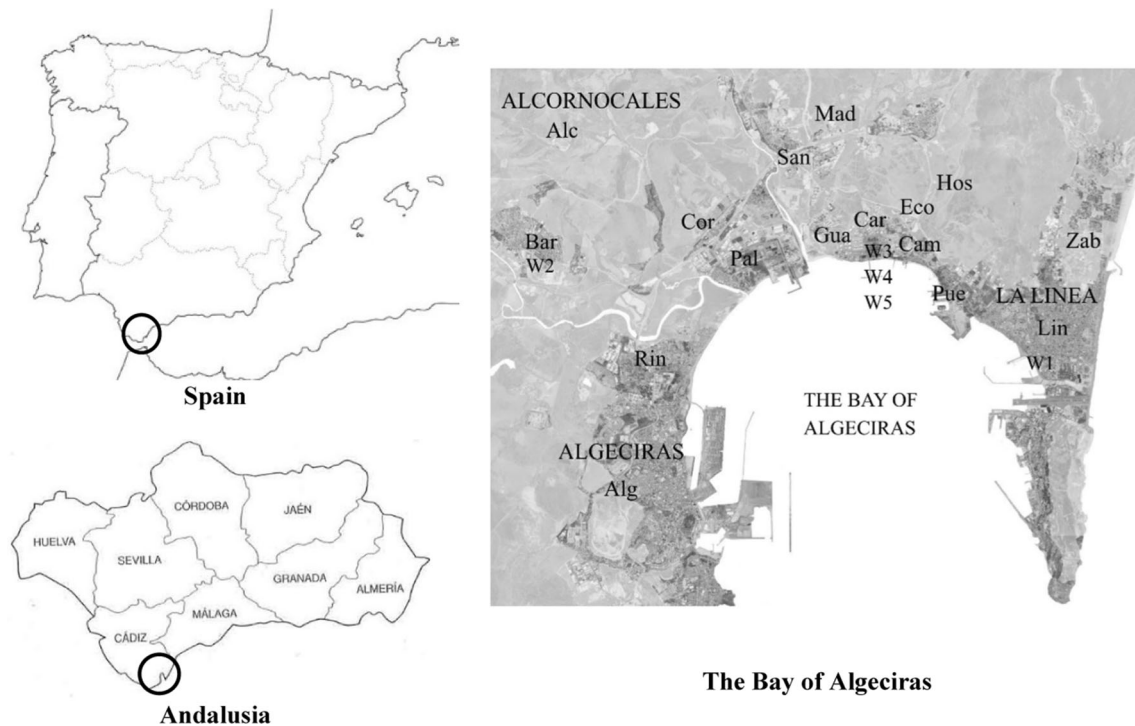 Spain
HUELVA
SEVILLA
CÓRDOBA
JAÉN
CÁDIZ
MÁLAGA
GRANADA
ALMERÍA
Andalusia
ALCORNOCALES
Alc
Mad
San
Hos
Eco
Bar
W2
Cor
Pal
Gua
Car
W3
Cam
W4
W5
Pue
Zab
LA LINEA
Lin
W1
Rin
THE BAY OF
ALGECIRAS
ALGECIRAS
Alg
The Bay of Algeciras